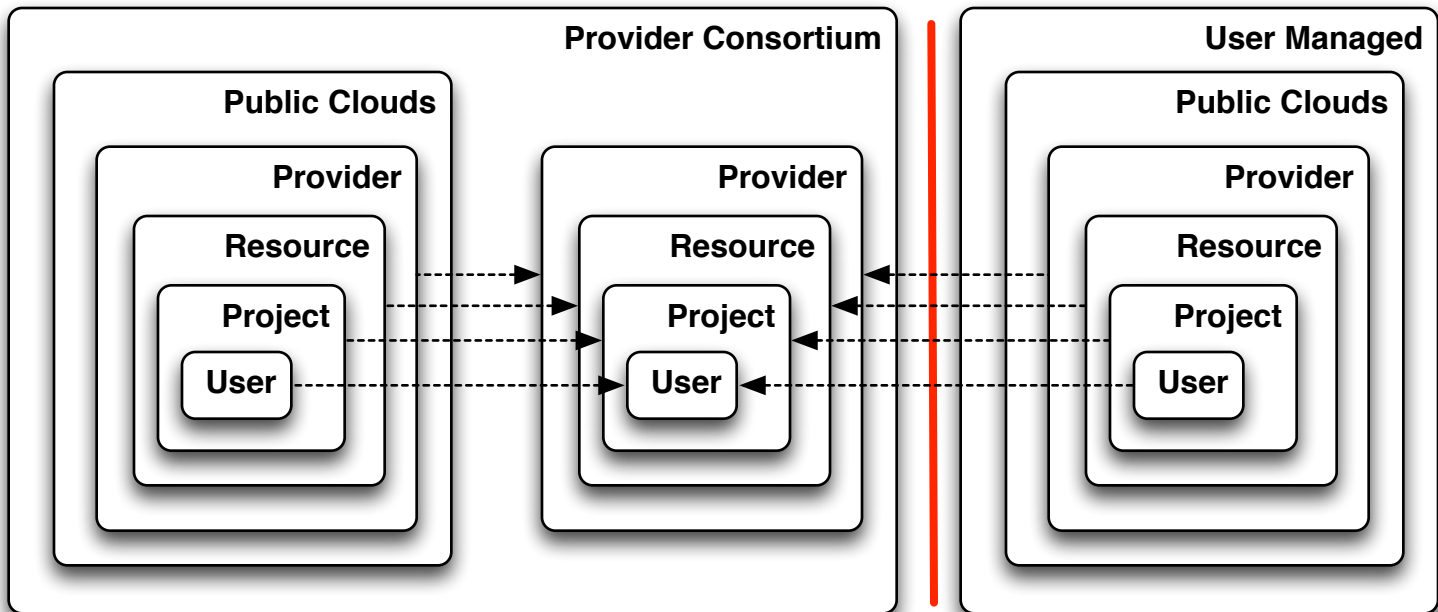 Provider Consortium
Public Clouds
Provider
Resource
Project
User
Provider
Resource
Project
User
User Managed
Public Clouds
Provider
Resource
Project
User